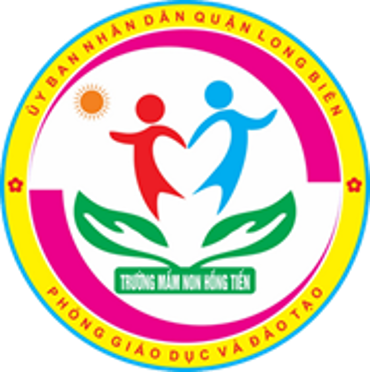 ỦY BAN NHÂN DÂN QUẬN LONG BIÊN
TRƯỜNG MẦM NON HỒNG TIẾN
PHÒNG GIÁO DỤC VÀ ĐÀO TẠO